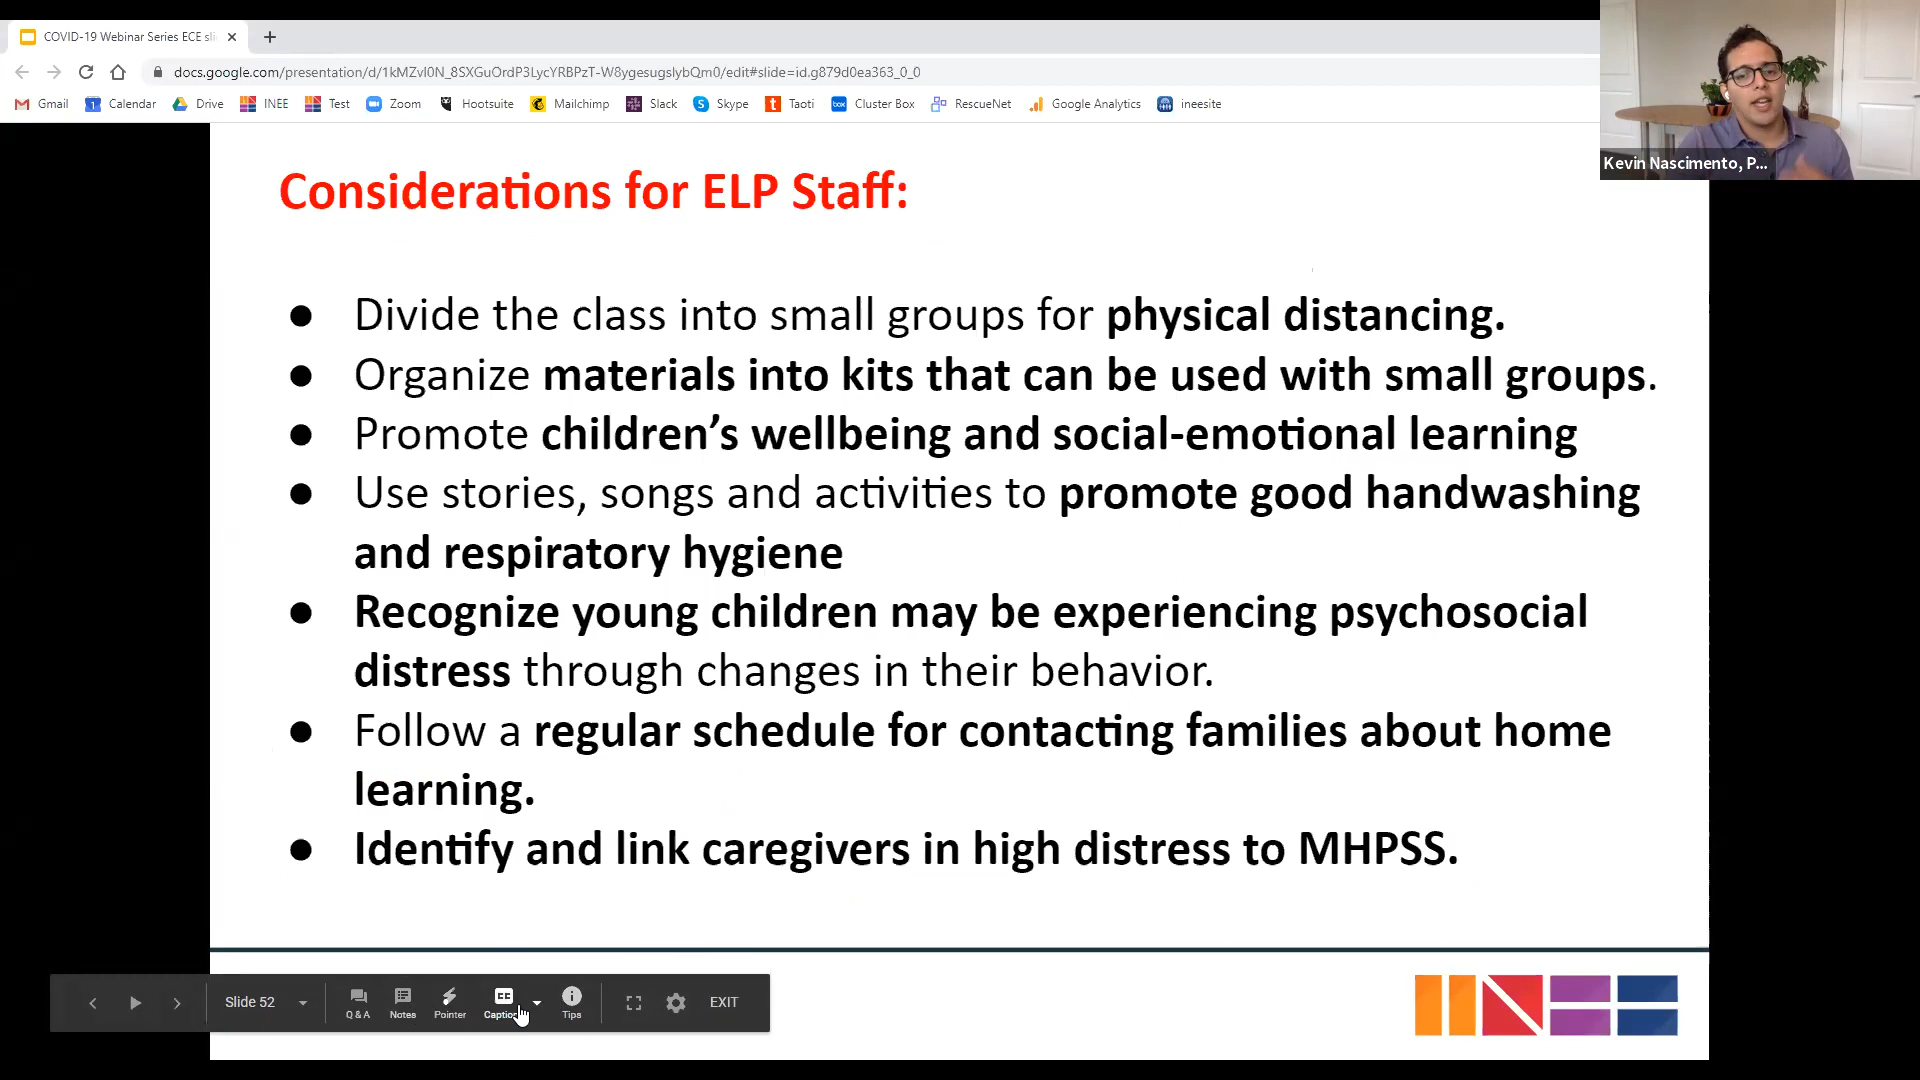 COVID-19 Webinar Series ECE sli
docs.google.com/presentation/d/1kMZvI0N_8SXGuOrdP3LycYRBPzT-W8ygesugslybQm0/edit#slide=id.g879d0ea363_0_0
Gmail Calendar Drive INEE Test Zoom Hootsuite Mailchimp Slack Skype Taoti Cluster Box RescueNet Google Analytics ineesite
Kevin Nascimento, P...
Considerations for ELP Staff:
● Divide the class into small groups for physical distancing.
● Organize materials into kits that can be used with small groups.
● Promote children’s wellbeing and social-emotional learning
● Use stories, songs and activities to promote good handwashing
and respiratory hygiene
● Recognize young children may be experiencing psychosocial
distress through changes in their behavior.
● Follow a regular schedule for contacting families about home
learning.
● Identify and link caregivers in high distress to MHPSS.
Slide 52 Q & A Notes Pointer Captio Tips EXIT
INEE